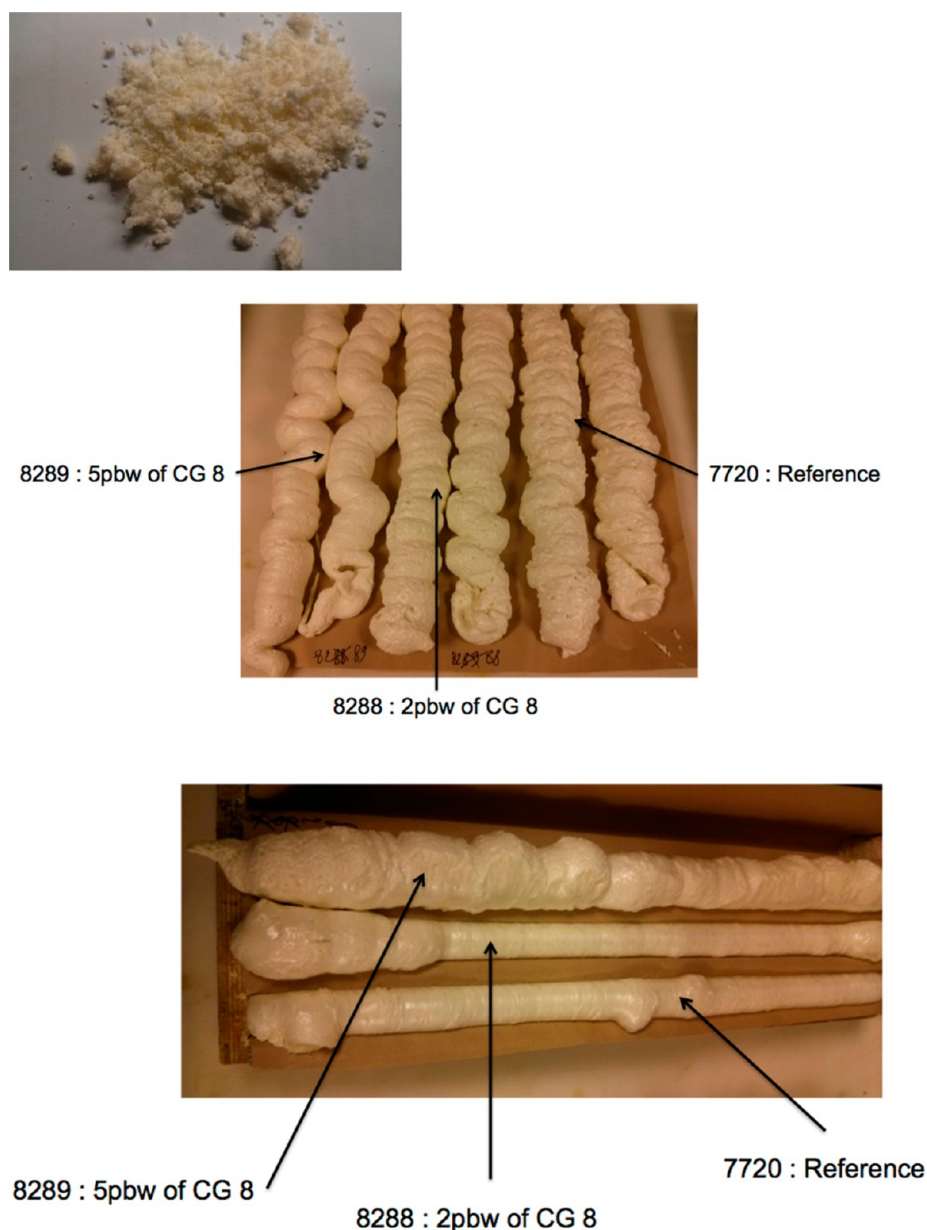 8289 : 5pbw of CG 8
7720 : Reference
8288 : 2pbw of CG 8
8289 : 5pbw of CG 8
7720 : Reference
8288 : 2pbw of CG 8